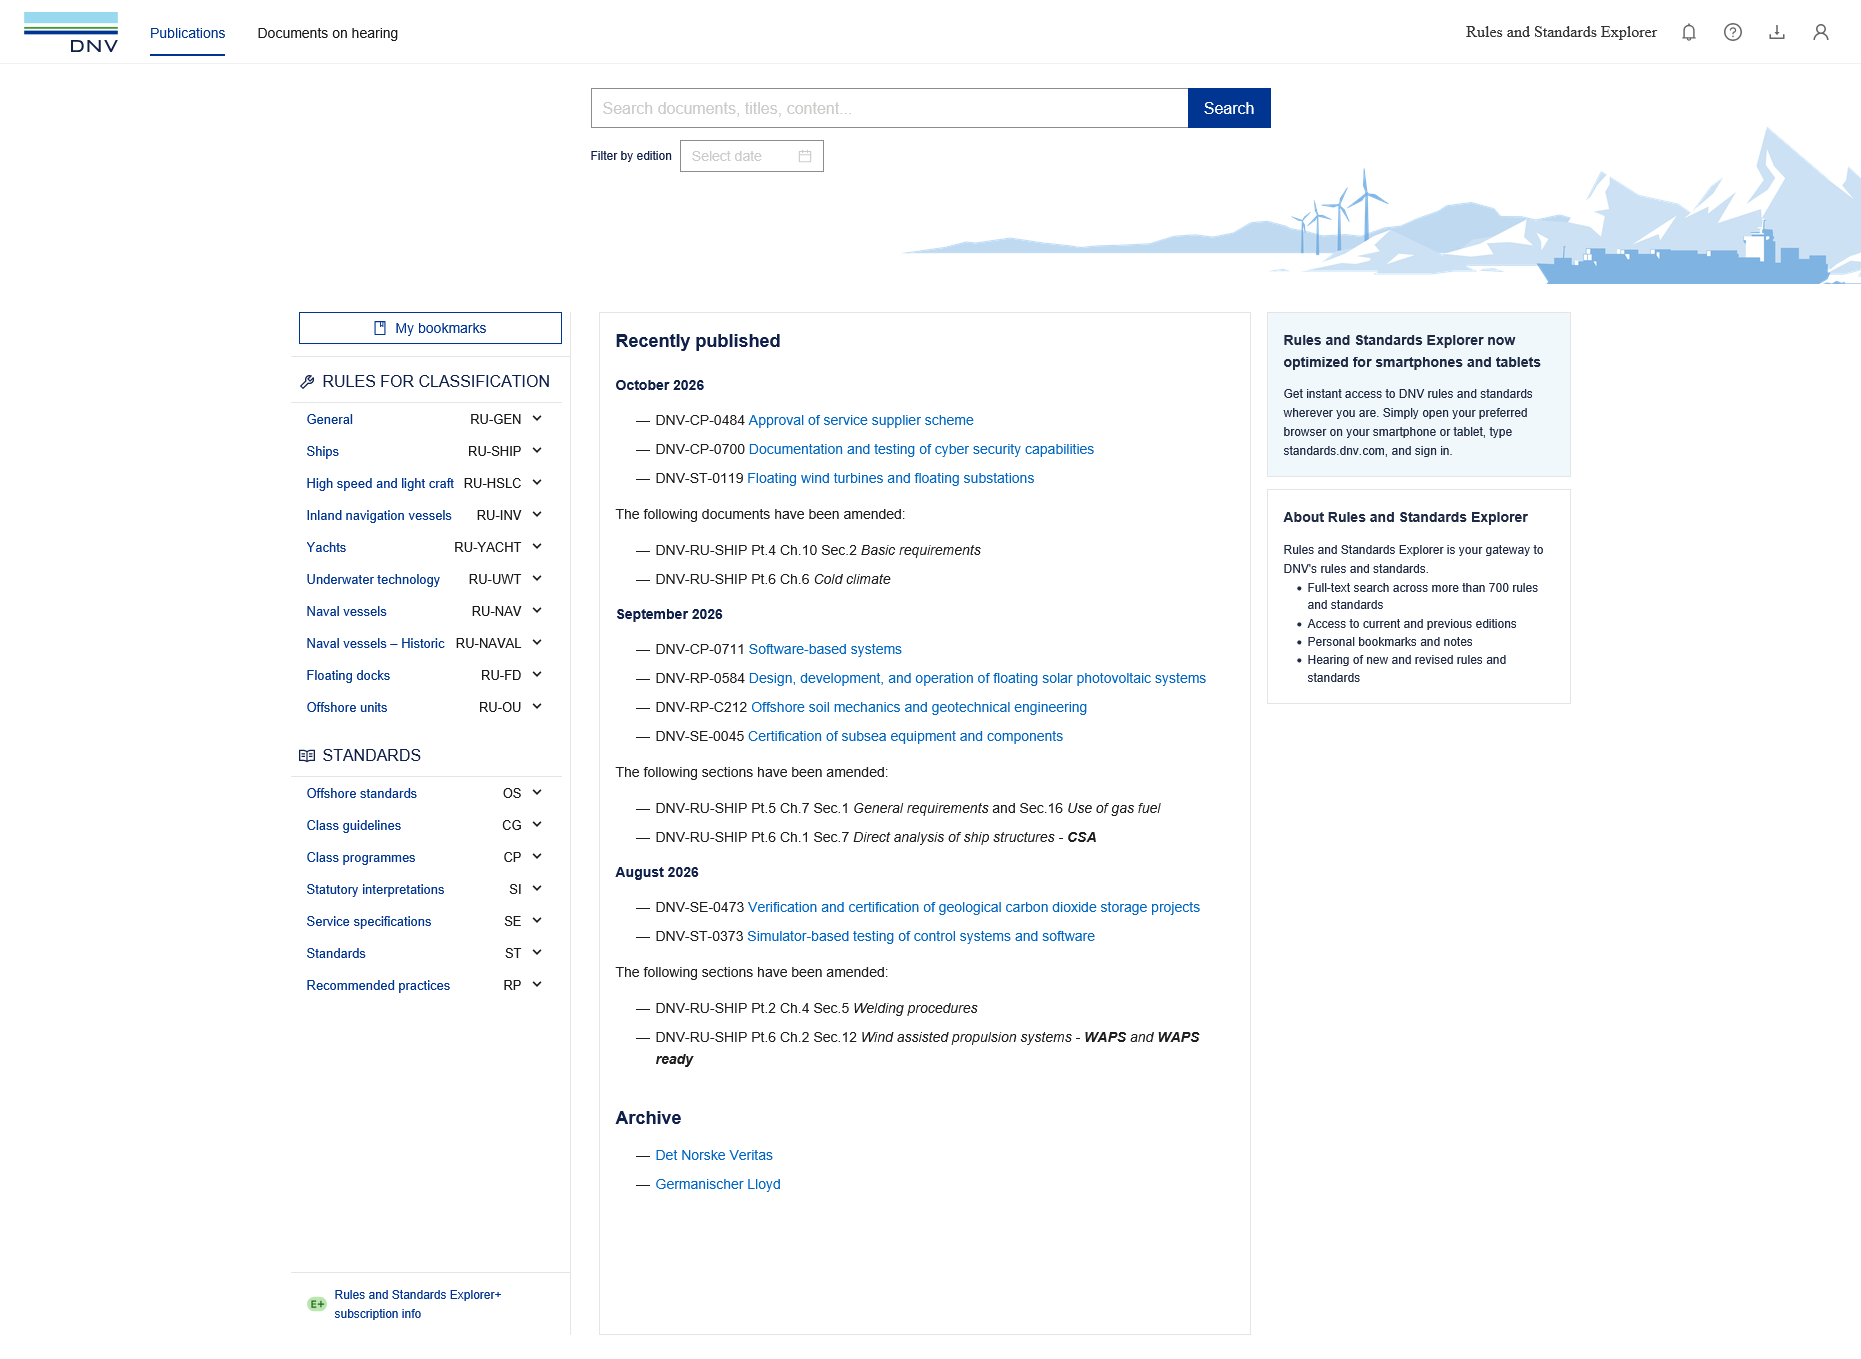 DNV
Publications
Documents on hearing
Rules and Standards Explorer
Search documents, titles, content...
Search
Filter by edition
Select date
My bookmarks
RULES FOR CLASSIFICATION
General RU-GEN
Ships RU-SHIP
High speed and light craft RU-HSLC
Inland navigation vessels RU-INV
Yachts RU-YACHT
Underwater technology RU-UWT
Naval vessels RU-NAV
Naval vessels – Historic RU-NAVAL
Floating docks RU-FD
Offshore units RU-OU
STANDARDS
Offshore standards OS
Class guidelines CG
Class programmes CP
Statutory interpretations SI
Service specifications SE
Standards ST
Recommended practices RP
E+
Rules and Standards Explorer+
subscription info
Recently published
October 2026
— DNV-CP-0484 Approval of service supplier scheme
— DNV-CP-0700 Documentation and testing of cyber security capabilities
— DNV-ST-0119 Floating wind turbines and floating substations
The following documents have been amended:
— DNV-RU-SHIP Pt.4 Ch.10 Sec.2 Basic requirements
— DNV-RU-SHIP Pt.6 Ch.6 Cold climate
September 2026
— DNV-CP-0711 Software-based systems
— DNV-RP-0584 Design, development, and operation of floating solar photovoltaic systems
— DNV-RP-C212 Offshore soil mechanics and geotechnical engineering
— DNV-SE-0045 Certification of subsea equipment and components
The following sections have been amended:
— DNV-RU-SHIP Pt.5 Ch.7 Sec.1 General requirements and Sec.16 Use of gas fuel
— DNV-RU-SHIP Pt.6 Ch.1 Sec.7 Direct analysis of ship structures - CSA
August 2026
— DNV-SE-0473 Verification and certification of geological carbon dioxide storage projects
— DNV-ST-0373 Simulator-based testing of control systems and software
The following sections have been amended:
— DNV-RU-SHIP Pt.2 Ch.4 Sec.5 Welding procedures
— DNV-RU-SHIP Pt.6 Ch.2 Sec.12 Wind assisted propulsion systems - WAPS and WAPS
ready
Archive
— Det Norske Veritas
— Germanischer Lloyd
Rules and Standards Explorer now
optimized for smartphones and tablets
Get instant access to DNV rules and standards
wherever you are. Simply open your preferred
browser on your smartphone or tablet, type
standards.dnv.com, and sign in.
About Rules and Standards Explorer
Rules and Standards Explorer is your gateway to
DNV's rules and standards.
• Full-text search across more than 700 rules
and standards
• Access to current and previous editions
• Personal bookmarks and notes
• Hearing of new and revised rules and
standards